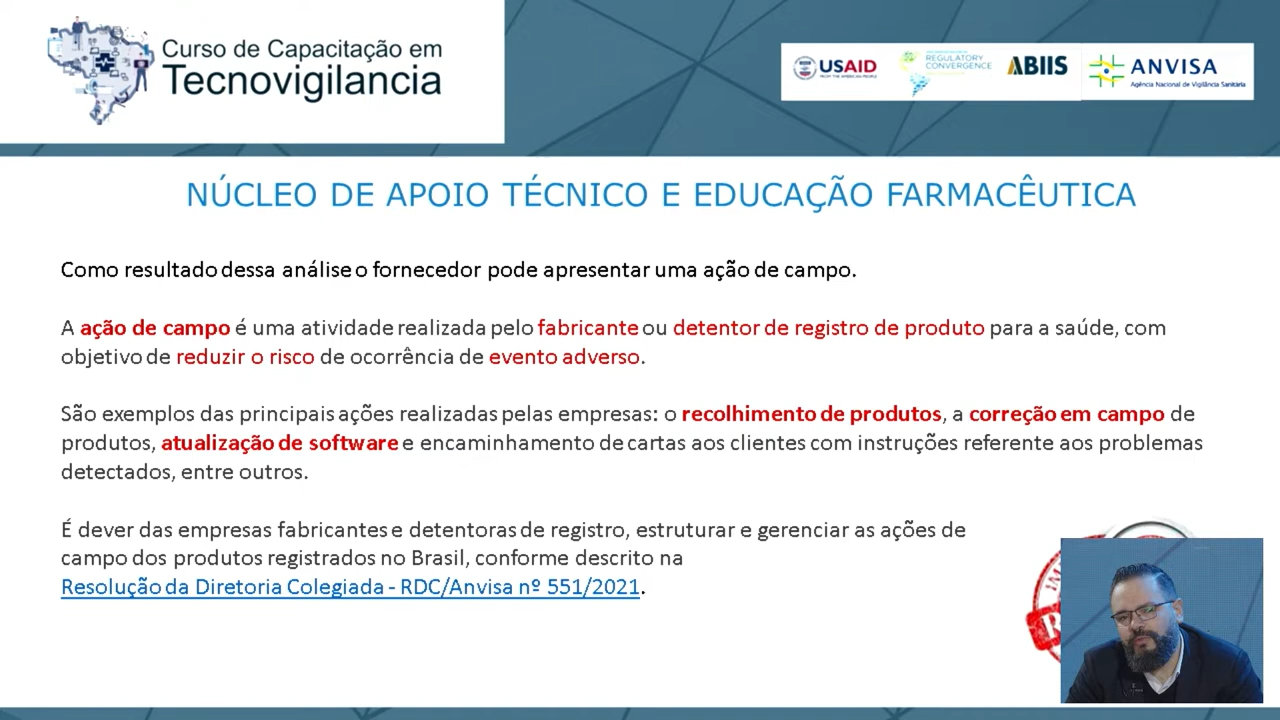 Curso de Capacitação em
Tecnovigilancia
USAID
FROM THE AMERICAN PEOPLE
REGULATORY
CONVERGENCE
ABIIS
ANVISA
Agência Nacional de Vigilância Sanitária
NÚCLEO DE APOIO TÉCNICO E EDUCAÇÃO FARMACÊUTICA
Como resultado dessa análise o fornecedor pode apresentar uma ação de campo.
A ação de campo é uma atividade realizada pelo fabricante ou detentor de registro de produto para a saúde, com
objetivo de reduzir o risco de ocorrência de evento adverso.
São exemplos das principais ações realizadas pelas empresas: o recolhimento de produtos, a correção em campo de
produtos, atualização de software e encaminhamento de cartas aos clientes com instruções referente aos problemas
detectados, entre outros.
É dever das empresas fabricantes e detentoras de registro, estruturar e gerenciar as ações de
campo dos produtos registrados no Brasil, conforme descrito na
Resolução da Diretoria Colegiada - RDC/Anvisa nº 551/2021.